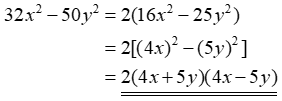 32x² − 50y² = 2(16x² − 25y²)
= 2[(4x)² − (5y)²]
= 2(4x + 5y)(4x − 5y)